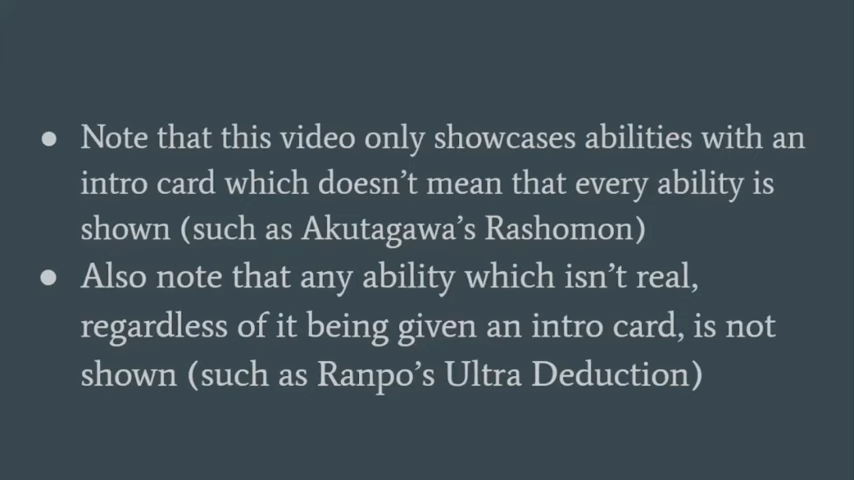 ● Note that this video only showcases abilities with an
intro card which doesn’t mean that every ability is
shown (such as Akutagawa’s Rashomon)
● Also note that any ability which isn’t real,
regardless of it being given an intro card, is not
shown (such as Ranpo’s Ultra Deduction)